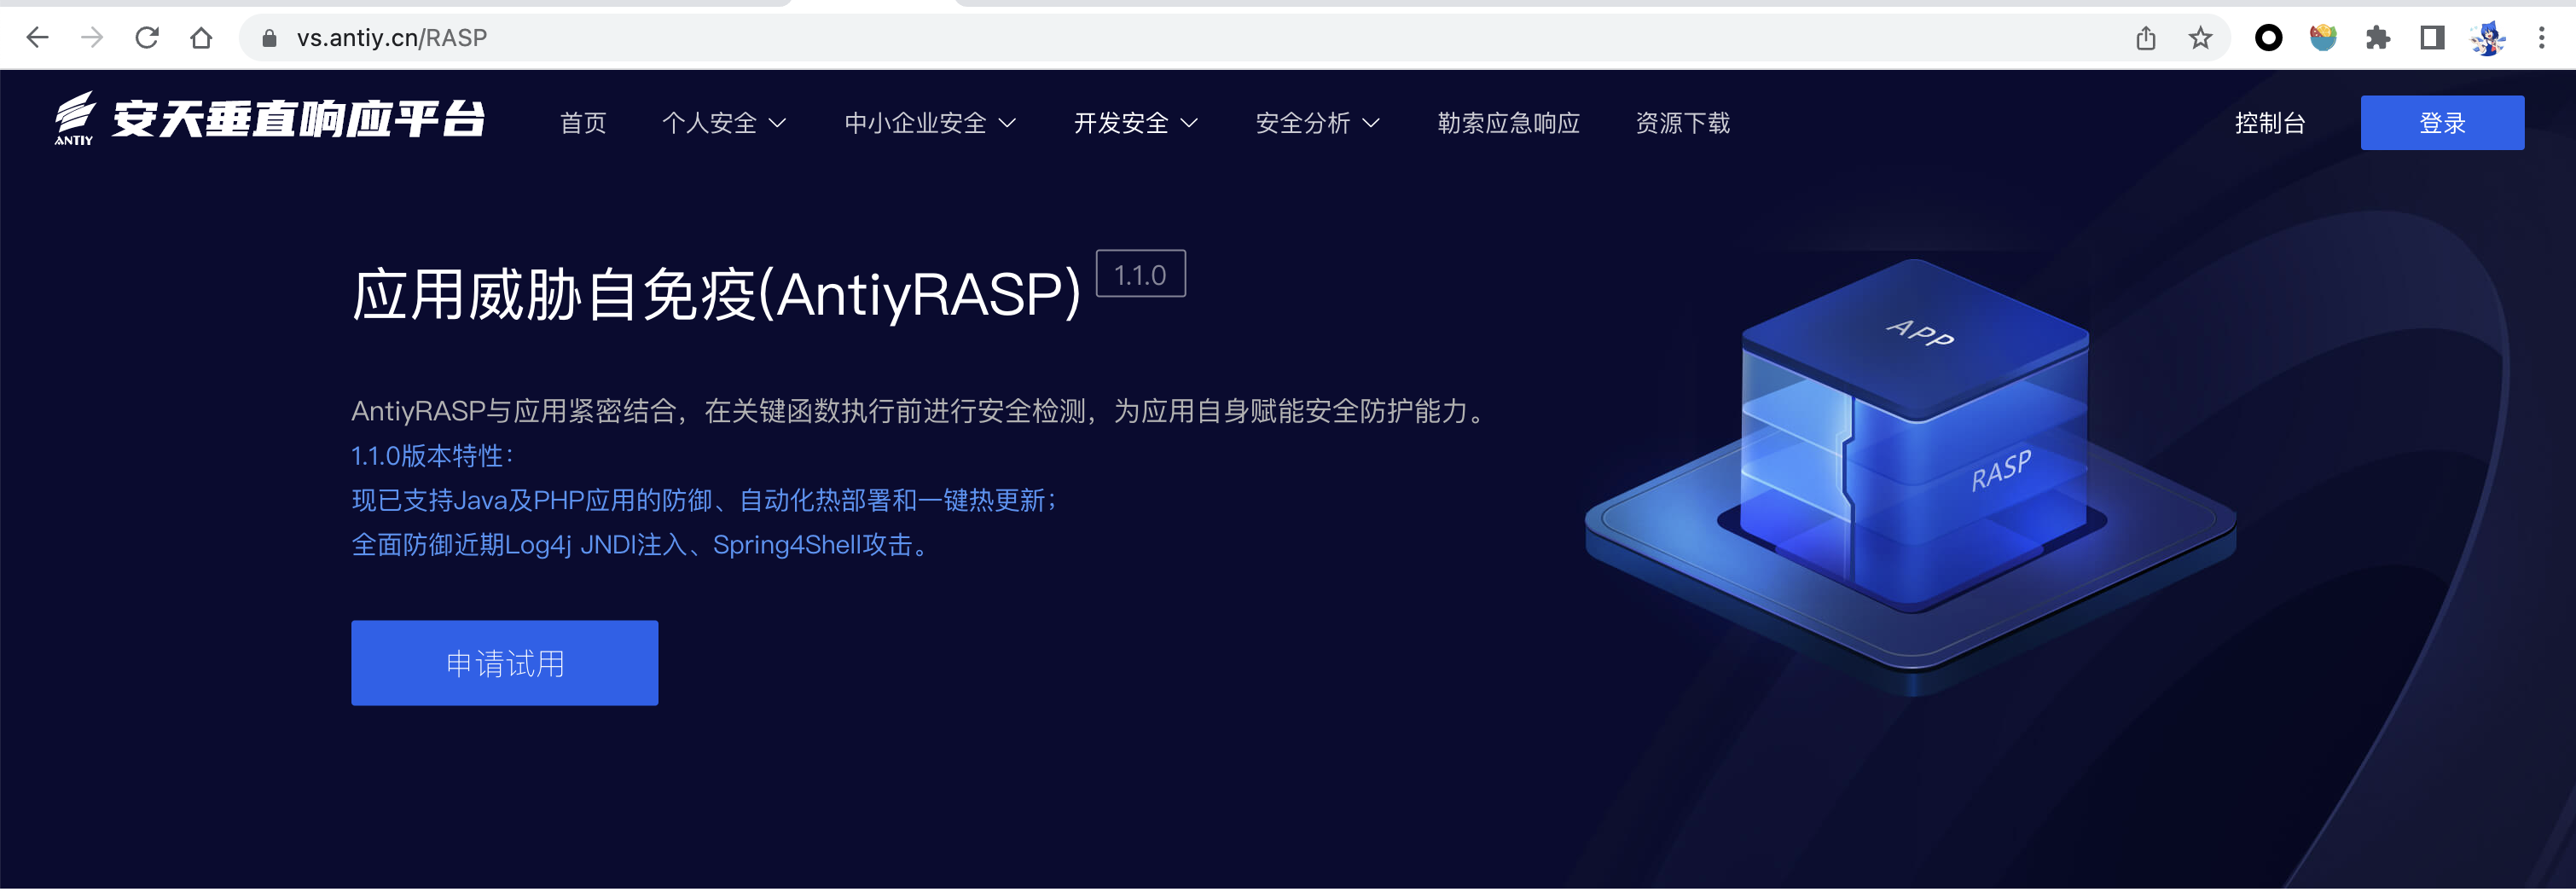 vs.antiy.cn/RASP
ANTIY 安天垂直响应平台 首页 个人安全 中小企业安全 开发安全 安全分析 勒索应急响应 资源下载 控制台 登录
应用威胁自免疫(AntiyRASP) 1.1.0
APP
AntiyRASP与应用紧密结合，在关键函数执行前进行安全检测，为应用自身赋能安全防护能力。
1.1.0版本特性：
RASP
现已支持Java及PHP应用的防御、自动化热部署和一键热更新；
全面防御近期Log4j JNDI注入、Spring4Shell攻击。
申请试用